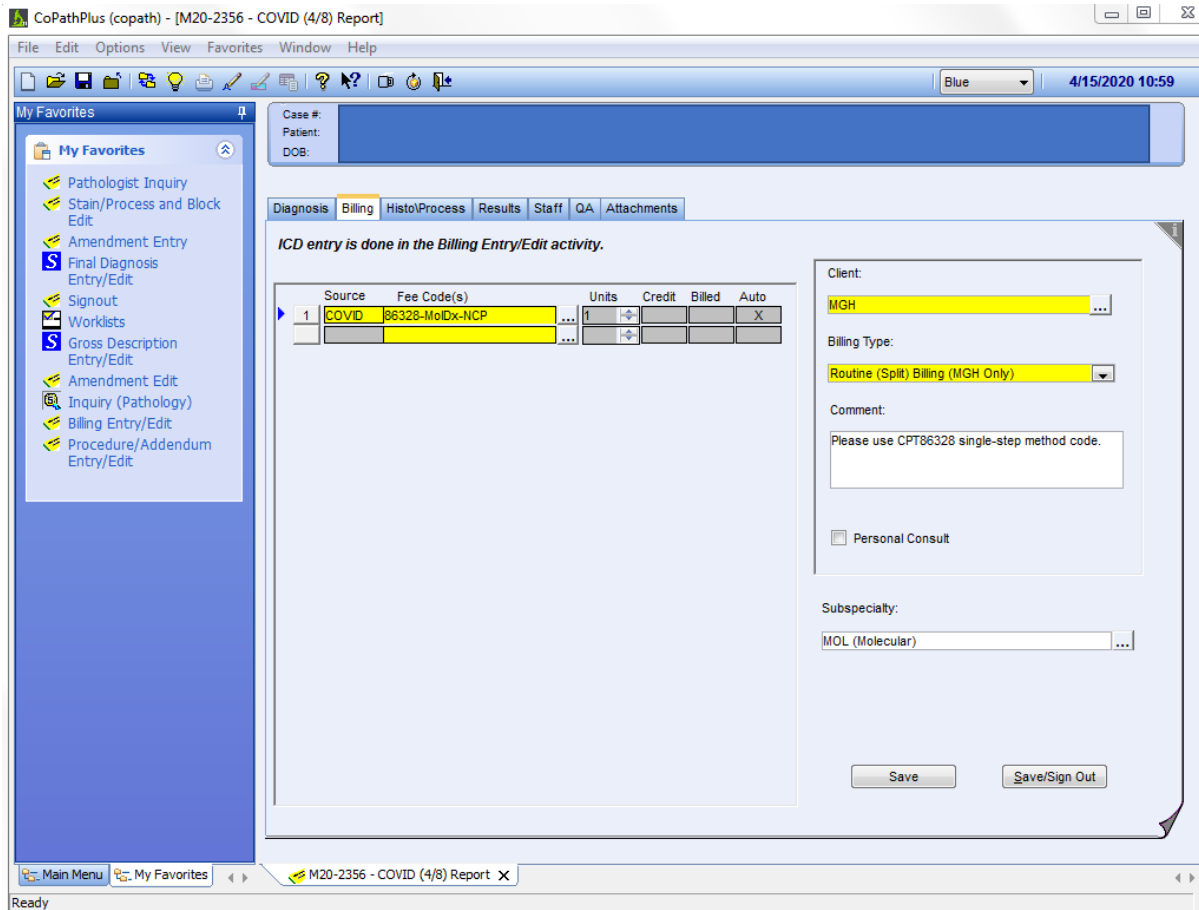 CoPathPlus (copath) - [M20-2356 - COVID (4/8) Report]
File Edit Options View Favorites Window Help
Blue 4/15/2020 10:59
My Favorites
My Favorites
Pathologist Inquiry
Stain/Process and Block
Edit
Amendment Entry
Final Diagnosis
Entry/Edit
Signout
Worklists
Gross Description
Entry/Edit
Amendment Edit
Inquiry (Pathology)
Billing Entry/Edit
Procedure/Addendum
Entry/Edit
Case #:
Patient:
DOB:
Diagnosis Billing Histo\Process Results Staff QA Attachments
ICD entry is done in the Billing Entry/Edit activity.
Source Fee Code(s) Units Credit Billed Auto
1 COVID 86328-MolDx-NCP ... 1 X
...
Client:
MGH ...
Billing Type:
Routine (Split) Billing (MGH Only)
Comment:
Please use CPT86328 single-step method code.
Personal Consult
Subspecialty:
MOL (Molecular) ...
Save Save/Sign Out
Main Menu My Favorites M20-2356 - COVID (4/8) Report X
Ready